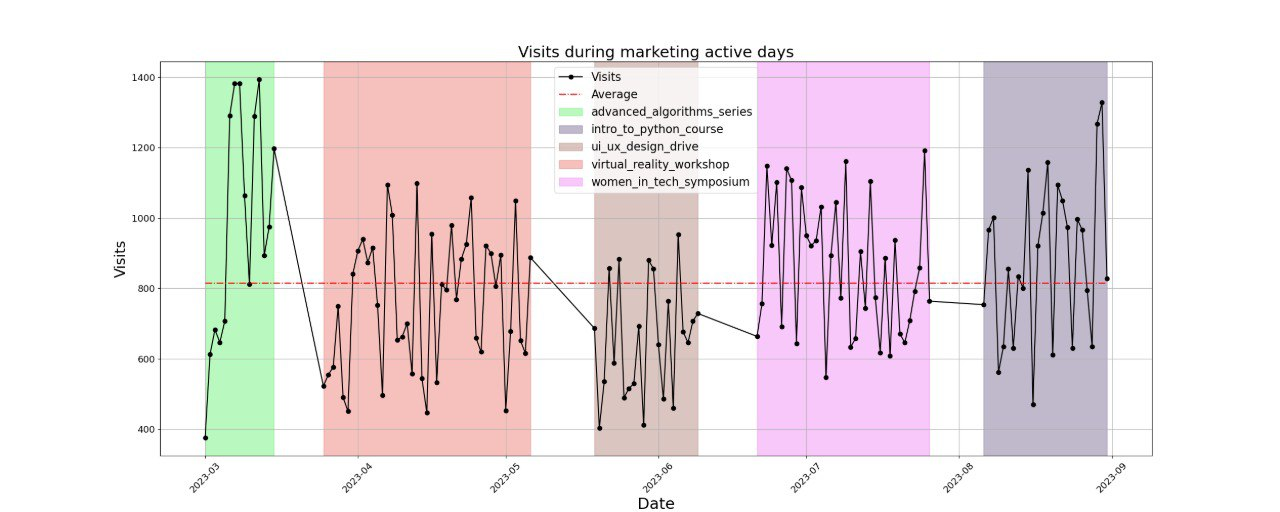 Visits during marketing active days
Visits
Average
advanced_algorithms_series
intro_to_python_course
ui_ux_design_drive
virtual_reality_workshop
women_in_tech_symposium
1400
1200
1000
800
600
400
Visits
2023-03
2023-04
2023-05
2023-06
2023-07
2023-08
2023-09
Date